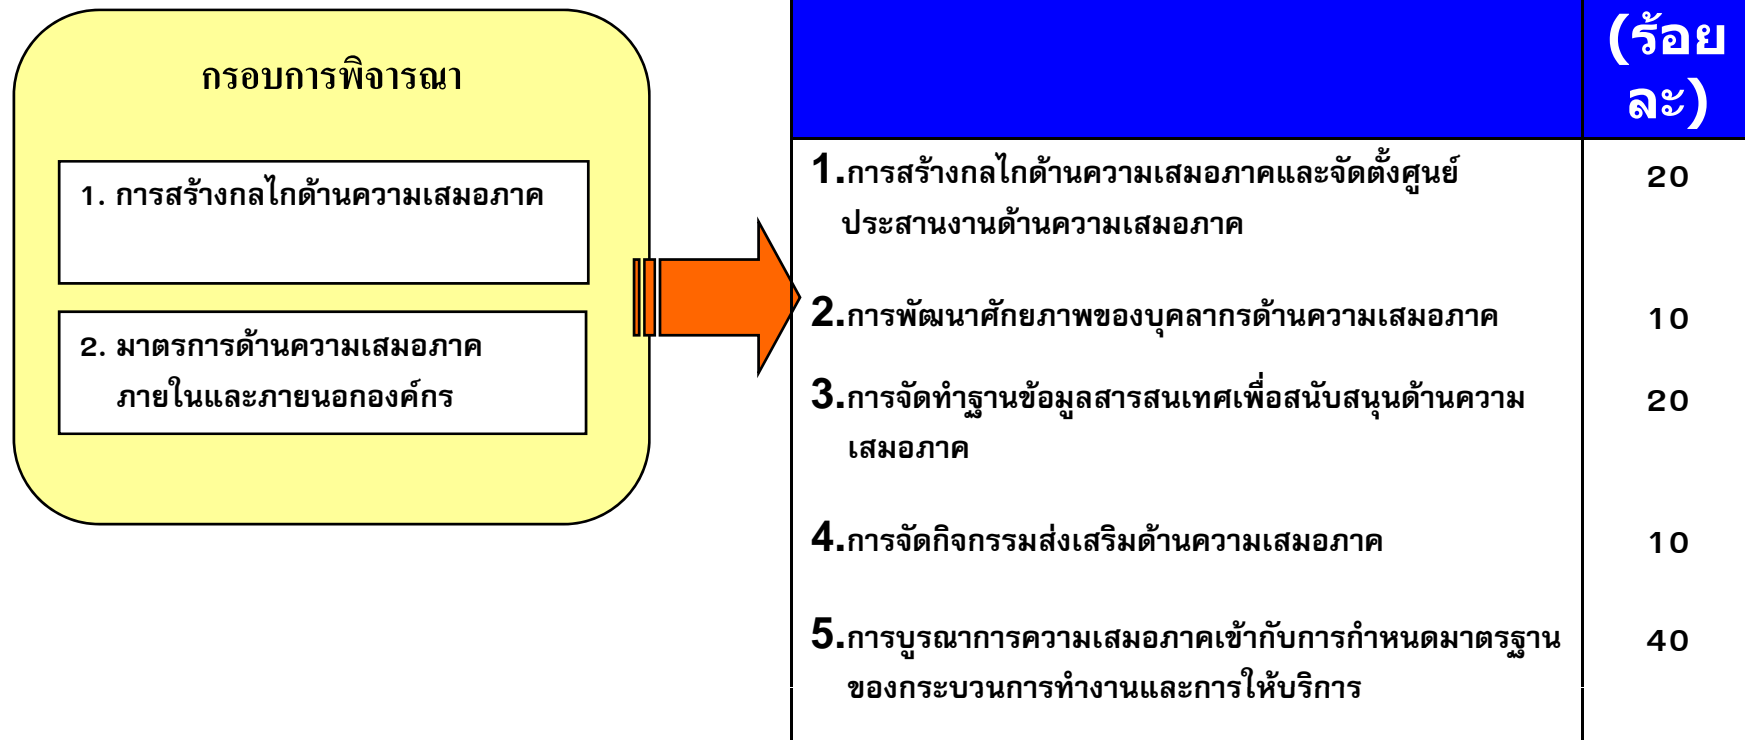 กรอบการพิจารณา
1. การสร้างกลไกด้านความเสมอภาค
2. มาตรการด้านความเสมอภาค
ภายในและภายนอกองค์กร
(ร้อย
ละ)
1.การสร้างกลไกด้านความเสมอภาคและจัดตั้งศูนย์ 20
ประสานงานด้านความเสมอภาค
2.การพัฒนาศักยภาพของบุคลากรด้านความเสมอภาค 10
3.การจัดทำฐานข้อมูลสารสนเทศเพื่อสนับสนุนด้านความ 20
เสมอภาค
4.การจัดกิจกรรมส่งเสริมด้านความเสมอภาค 10
5.การบูรณาการความเสมอภาคเข้ากับการกำหนดมาตรฐาน 40
ของกระบวนการทำงานและการให้บริการ